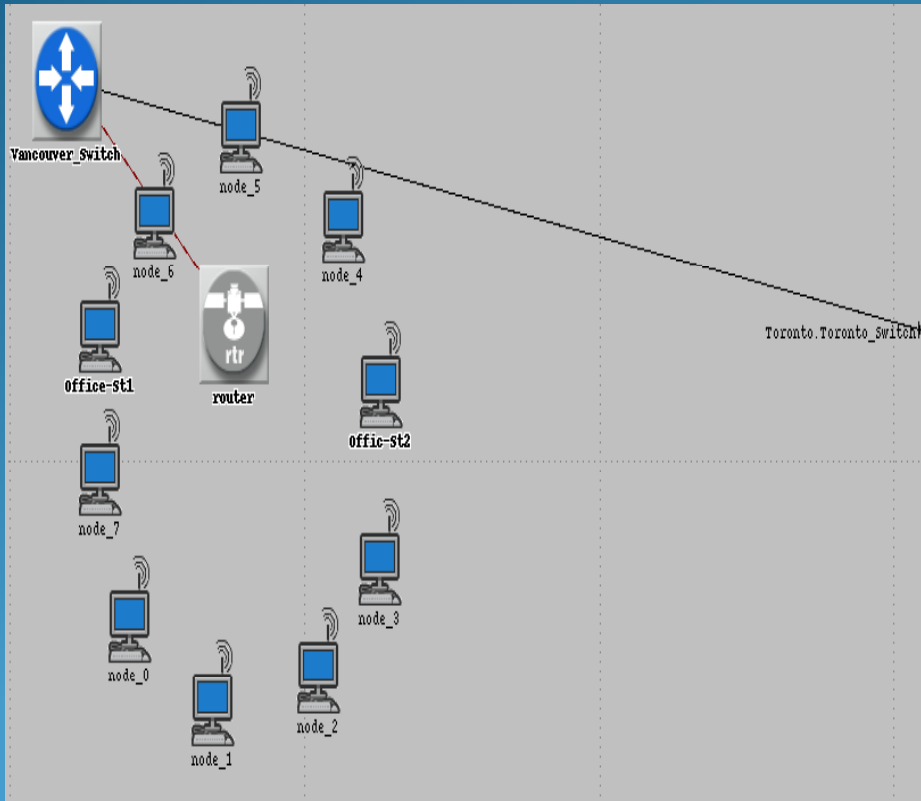 Vancouver_Switch
node_5
node_6
node_4
Toronto.Toronto_Switch
rtr
Office-St1
router
Offic-St2
node_7
node_3
node_0
node_2
node_1